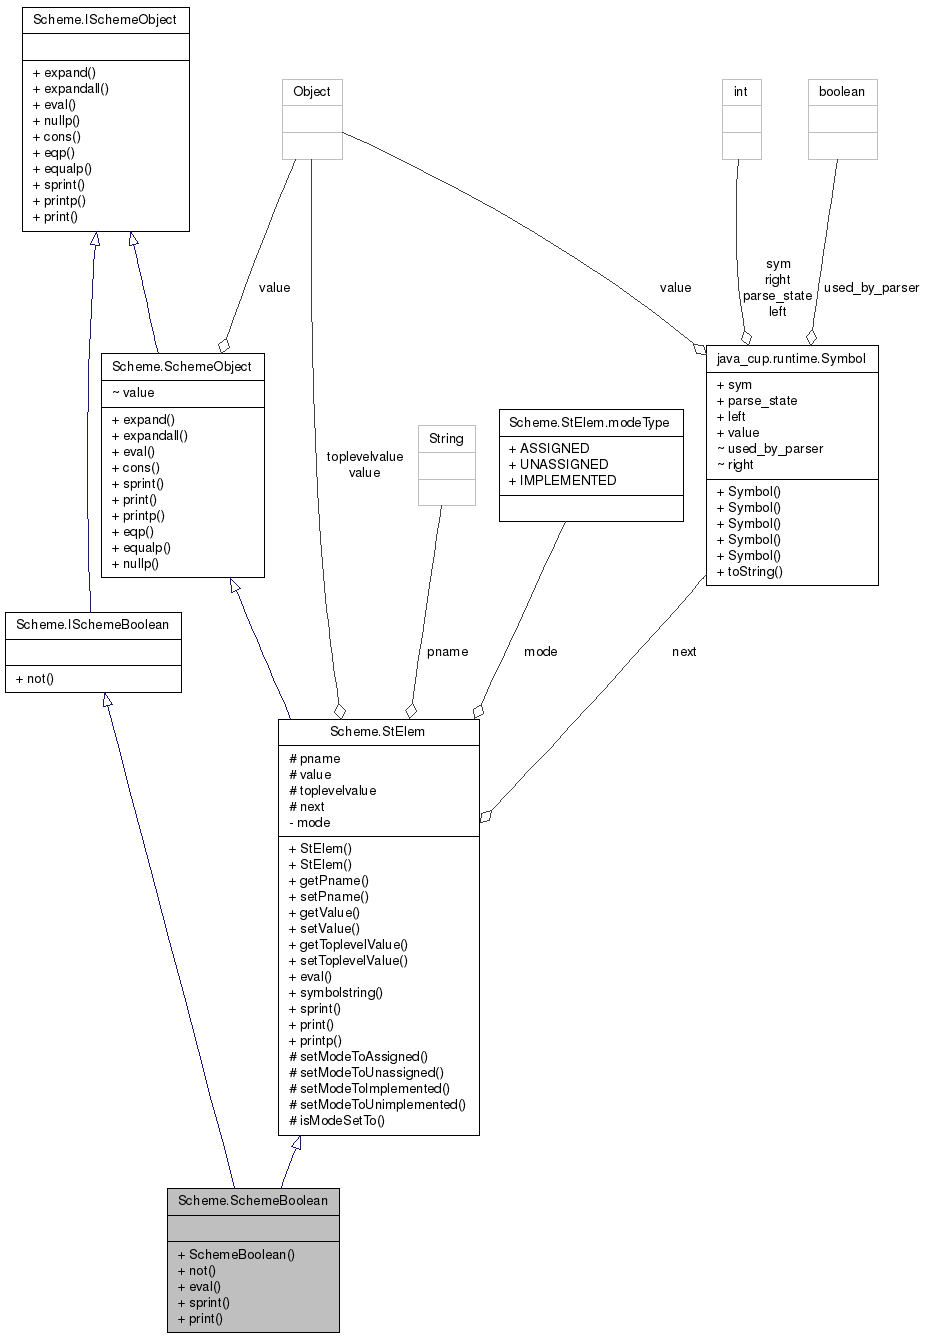 Scheme.ISchemeObject
+ expand()
+ expandall()
+ eval()
+ nullp()
+ cons()
+ eqp()
+ equalp()
+ sprint()
+ printp()
+ print()
Object
int
boolean
value
sym
right
parse_state
left
used_by_parser
value
Scheme.SchemeObject
~ value
+ expand()
+ expandall()
+ eval()
+ cons()
+ sprint()
+ print()
+ printp()
+ eqp()
+ equalp()
+ nullp()
toplevelvalue
value
String
Scheme.StElem.modeType
+ ASSIGNED
+ UNASSIGNED
+ IMPLEMENTED
java_cup.runtime.Symbol
+ sym
+ parse_state
+ left
+ value
~ used_by_parser
~ right
+ Symbol()
+ Symbol()
+ Symbol()
+ Symbol()
+ Symbol()
+ toString()
Scheme.ISchemeBoolean
+ not()
pname
mode
next
Scheme.StElem
# pname
# value
# toplevelvalue
# next
- mode
+ StElem()
+ StElem()
+ getPname()
+ setPname()
+ getValue()
+ setValue()
+ getToplevelValue()
+ setToplevelValue()
+ eval()
+ symbolstring()
+ sprint()
+ print()
+ printp()
# setModeToAssigned()
# setModeToUnassigned()
# setModeToImplemented()
# setModeToUnimplemented()
# isModeSetTo()
Scheme.SchemeBoolean
+ SchemeBoolean()
+ not()
+ eval()
+ sprint()
+ print()